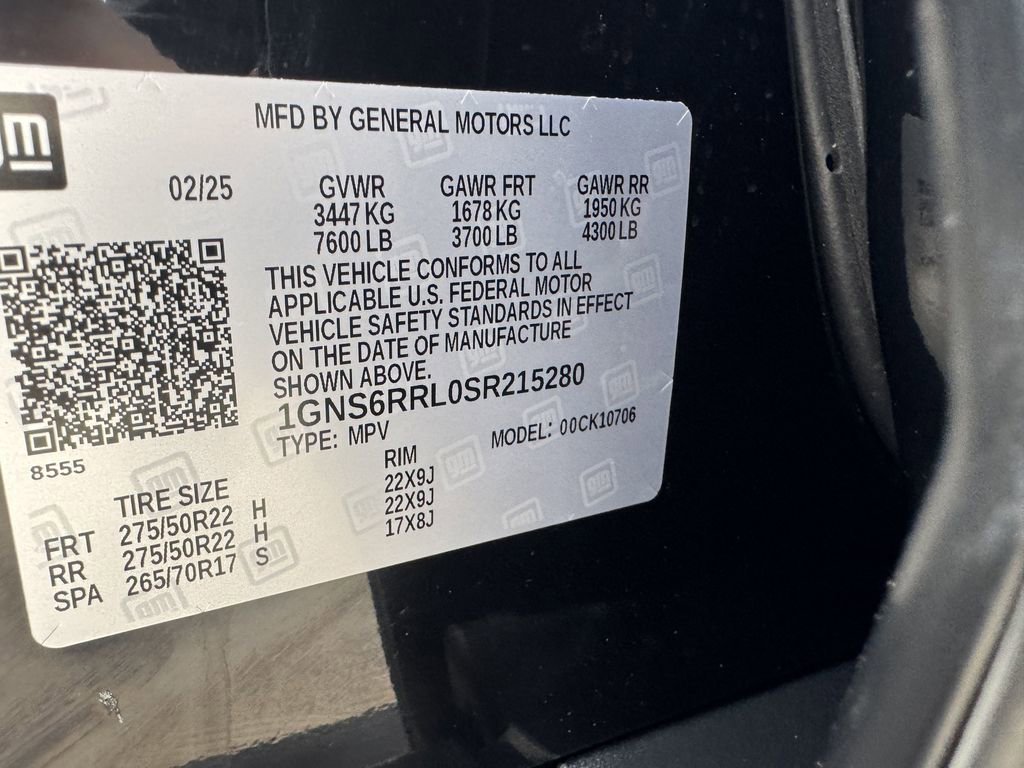 gm
MFD BY GENERAL MOTORS LLC
02/25 GVWR GAWR FRT GAWR RR
3447 KG 1678 KG 1950 KG
7600 LB 3700 LB 4300 LB
THIS VEHICLE CONFORMS TO ALL
APPLICABLE U.S. FEDERAL MOTOR
VEHICLE SAFETY STANDARDS IN EFFECT
ON THE DATE OF MANUFACTURE
SHOWN ABOVE.
1GNS6RRL0SR215280
TYPE: MPV MODEL: 00CK10706
8555
TIRE SIZE RIM
FRT 275/50R22 H 22X9J
RR 275/50R22 H 22X9J
SPA 265/70R17 S 17X8J